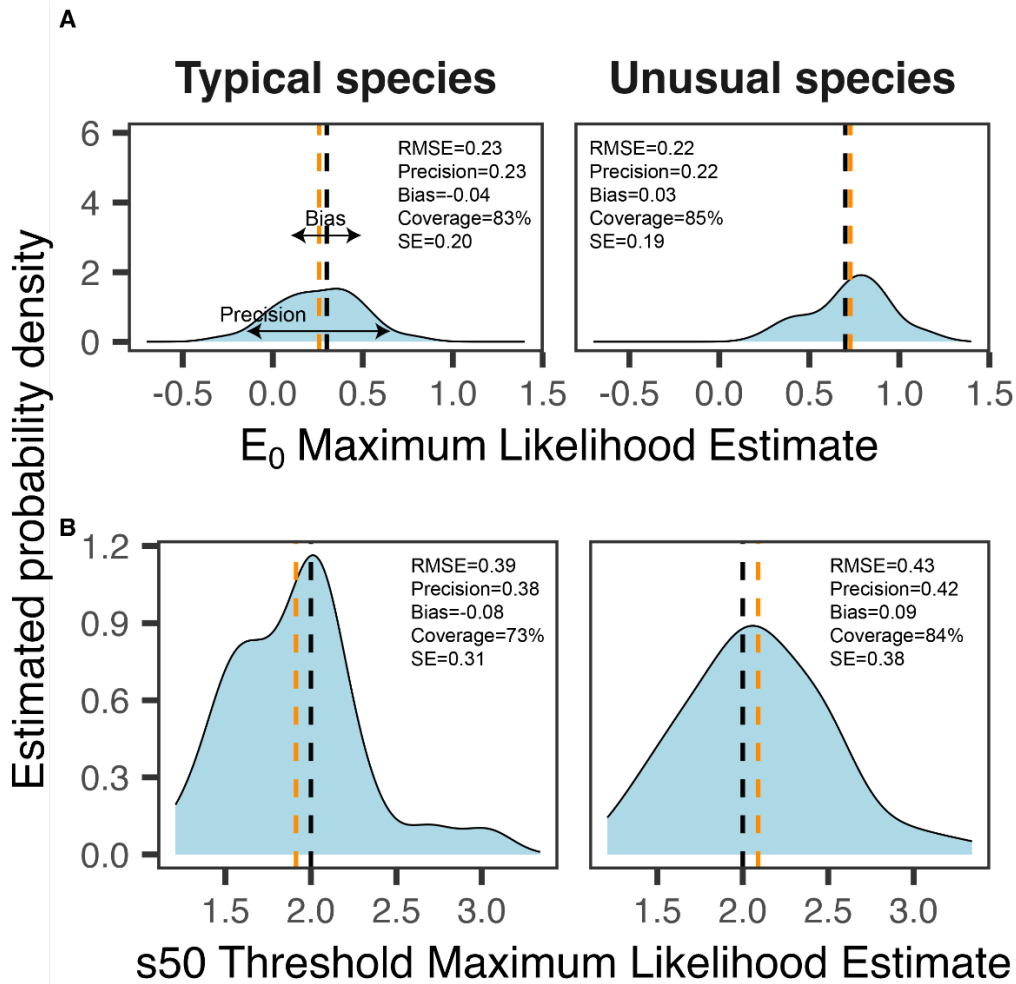 A
Typical species
Unusual species
Estimated probability density
6
4
2
0
RMSE=0.23
Precision=0.23
Bias=-0.04
Coverage=83%
SE=0.20
Bias
Precision
RMSE=0.22
Precision=0.22
Bias=0.03
Coverage=85%
SE=0.19
-0.5 0.0 0.5 1.0 1.5
-0.5 0.0 0.5 1.0 1.5
E₀ Maximum Likelihood Estimate
B
1.2
0.9
0.6
0.3
0.0
RMSE=0.39
Precision=0.38
Bias=-0.08
Coverage=73%
SE=0.31
RMSE=0.43
Precision=0.42
Bias=0.09
Coverage=84%
SE=0.38
1.5 2.0 2.5 3.0
1.5 2.0 2.5 3.0
s50 Threshold Maximum Likelihood Estimate